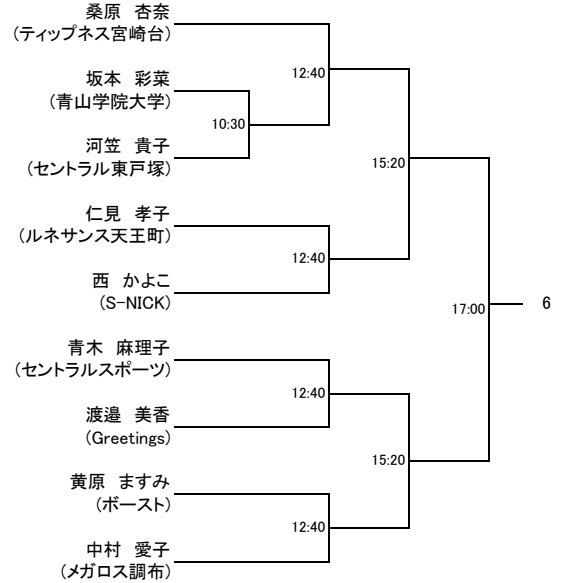 桑原 杏奈
(ティップネス宮崎台)
12:40
坂本 彩菜
(青山学院大学)
10:30
河笠 貴子
(セントラル東戸塚)
15:20
仁見 孝子
(ルネサンス天王町)
12:40
西 かよこ
(S-NICK)
17:00
6
青木 麻理子
(セントラルスポーツ)
12:40
渡邉 美香
(Greetings)
15:20
黄原 ますみ
(ボースト)
12:40
中村 愛子
(メガロス調布)